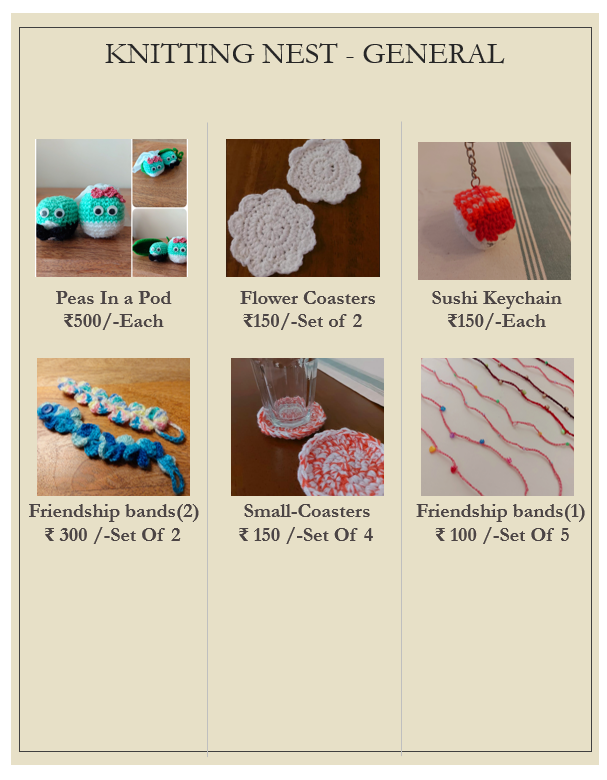 KNITTING NEST - GENERAL
Peas In a Pod
₹500/-Each
Flower Coasters
₹150/-Set of 2
Sushi Keychain
₹150/-Each
Friendship bands(2)
₹ 300 /-Set Of 2
Small-Coasters
₹ 150 /-Set Of 4
Friendship bands(1)
₹ 100 /-Set Of 5